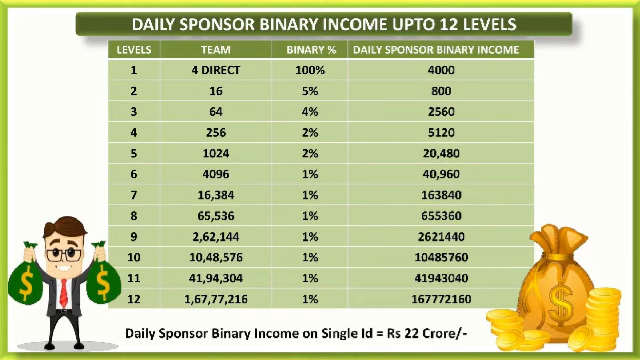 DAILY SPONSOR BINARY INCOME UPTO 12 LEVELS
LEVELS TEAM BINARY % DAILY SPONSOR BINARY INCOME
1 4 DIRECT 100% 4000
2 16 5% 800
3 64 4% 2560
4 256 2% 5120
5 1024 2% 20,480
6 4096 1% 40,960
7 16,384 1% 163840
8 65,536 1% 655360
9 2,62,144 1% 2621440
10 10,48,576 1% 10485760
11 41,94,304 1% 41943040
12 1,67,77,216 1% 167772160
Daily Sponsor Binary Income on Single Id = Rs 22 Crore/-